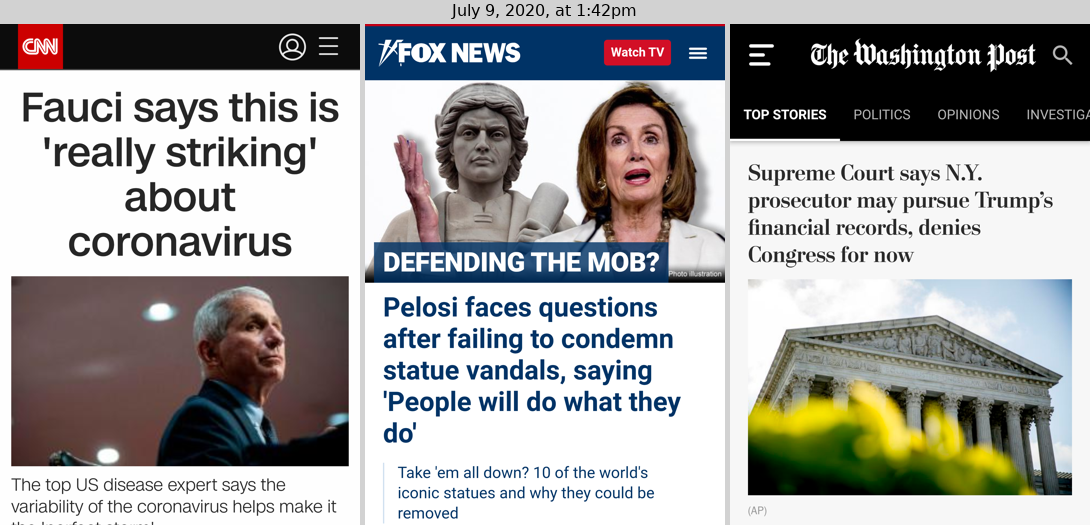 July 9, 2020, at 1:42pm
CNN
Fauci says this is
'really striking'
about
coronavirus
The top US disease expert says the
variability of the coronavirus helps make it
FOX NEWS
Watch TV
DEFENDING THE MOB?
Photo illustration
Pelosi faces questions
after failing to condemn
statue vandals, saying
'People will do what they
do'
Take 'em all down? 10 of the world's
iconic statues and why they could be
removed
The Washington Post
TOP STORIES POLITICS OPINIONS INVESTIGA
Supreme Court says N.Y.
prosecutor may pursue Trump's
financial records, denies
Congress for now
(AP)